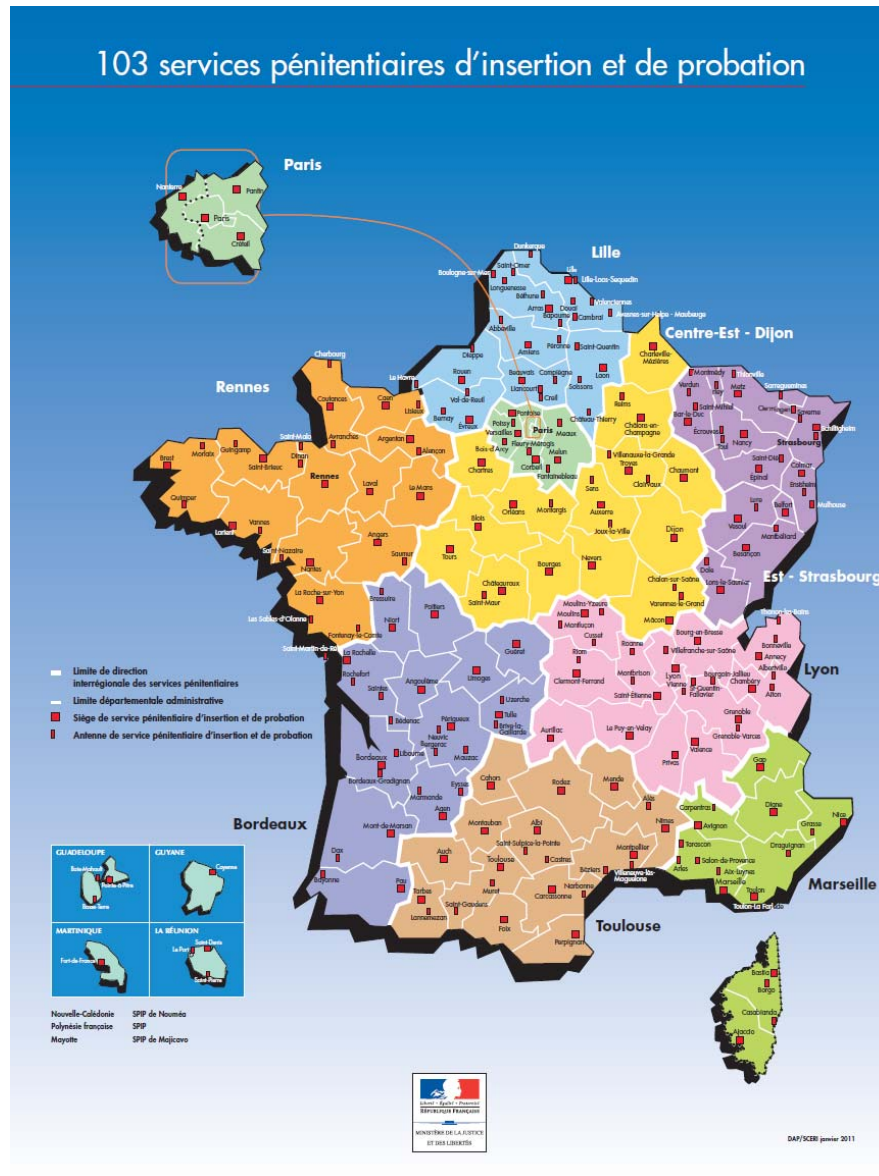 103 services pénitentiaires d'insertion et de probation
Paris
Nanterre
Pantin
Paris
Créteil
Lille
Dunkerque
Saint-Omer
Boulogne-sur-Mer
Longuenesse
Lille
Lille-Loos-Sequedin
Béthune
Valenciennes
Arras
Douai
Bapaume
Cambrai
Avesnes-sur-Helpe - Maubeuge
Abbeville
Amiens
Péronne
Saint-Quentin
Dieppe
Rouen
Le Havre
Val-de-Reuil
Beauvais
Compiègne
Laon
Liancourt
Creil
Soissons
Bernay
Évreux
Château-Thierry
Centre-Est - Dijon
Charleville-
Mézières
Reims
Châlons-en-
Champagne
Villenauxe-la-Grande
Troyes
Chaumont
Clairvaux
Chartres
Sens
Orléans
Montargis
Auxerre
Joux-la-Ville
Blois
Dijon
Tours
Bourges
Nevers
Châteauroux
Saint-Maur
Chalon-sur-Saône
Varennes-le-Grand
Mâcon
Pontoise
Poissy
Versailles
Paris
Meaux
Fleury-Mérogis
Bois-d'Arcy
Melun
Corbeil
Fontainebleau
Rennes
Cherbourg
Coutances
Caen
Lisieux
Saint-Malo
Avranches
Argentan
Alençon
Brest
Morlaix
Guingamp
Saint-Brieuc
Dinan
Rennes
Laval
Le Mans
Quimper
Lorient
Vannes
Angers
Saint-Nazaire
Nantes
Saumur
La Roche-sur-Yon
Les Sables-d'Olonne
Fontenay-le-Comte
Montmédy
Thionville
Verdun
Metz
Sarreguemines
Saint-Mihiel
Bar-le-Duc
Saverne
Schiltigheim
Écrouves
Toul
Nancy
Strasbourg
Saint-Dié
Épinal
Colmar
Ensisheim
Lure
Belfort
Mulhouse
Vesoul
Montbéliard
Besançon
Dole
Lons-le-Saunier
Est - Strasbourg
Saint-Martin-de-Ré
Bressuire
Poitiers
Niort
La Rochelle
Rochefort
Saintes
Angoulême
Limoges
Guéret
Uzerche
Tulle
Brive-la-
Gaillarde
Bédenac
Périgueux
Neuvic
Bergerac
Mauzac
Libourne
Bordeaux
Bordeaux-Gradignan
Marmande
Eysses
Agen
Mont-de-Marsan
Dax
Bayonne
Pau
Bordeaux
Moulins-Yzeure
Moulins
Montluçon
Cusset
Riom
Clermont-Ferrand
Roanne
Bourg-en-Bresse
Villefranche-sur-Saône
Thonon-les-Bains
Bonneville
Annecy
Albertville
Aiton
Chambéry
Montbrison
Lyon
Vienne
Bourgoin-Jallieu
St-Quentin-
Fallavier
Saint-Étienne
Grenoble
Grenoble-Varces
Aurillac
Le Puy-en-Velay
Valence
Privas
Lyon
Cahors
Rodez
Mende
Alès
Nîmes
Montauban
Albi
Saint-Sulpice-la-Pointe
Auch
Toulouse
Castres
Montpellier
Villeneuve-lès-
Maguelone
Béziers
Tarbes
Muret
Narbonne
Carcassonne
Lannemezan
Saint-Gaudens
Foix
Perpignan
Toulouse
Gap
Digne
Carpentras
Avignon
Tarascon
Arles
Salon-de-Provence
Aix-Luynes
Marseille
Grasse
Nice
Draguignan
Toulon
Marseille
Bastia
Borgo
Casabianda
Ajaccio
Limite de direction
interrégionale des services pénitentiaires
Limite départementale administrative
Siège de service pénitentiaire d'insertion et de probation
Antenne de service pénitentiaire d'insertion et de probation
GUADELOUPE
Baie-Mahault
Pointe-à-Pitre
Basse-Terre
GUYANE
Cayenne
MARTINIQUE
Fort-de-France
LA RÉUNION
Saint-Denis
Le Port
Saint-Pierre
Nouvelle-Calédonie SPIP de Nouméa
Polynésie française SPIP
Mayotte SPIP de Majicavo
Liberté • Égalité • Fraternité
RÉPUBLIQUE FRANÇAISE
MINISTÈRE DE LA JUSTICE
ET DES LIBERTÉS
DAP/SCERI janvier 2011